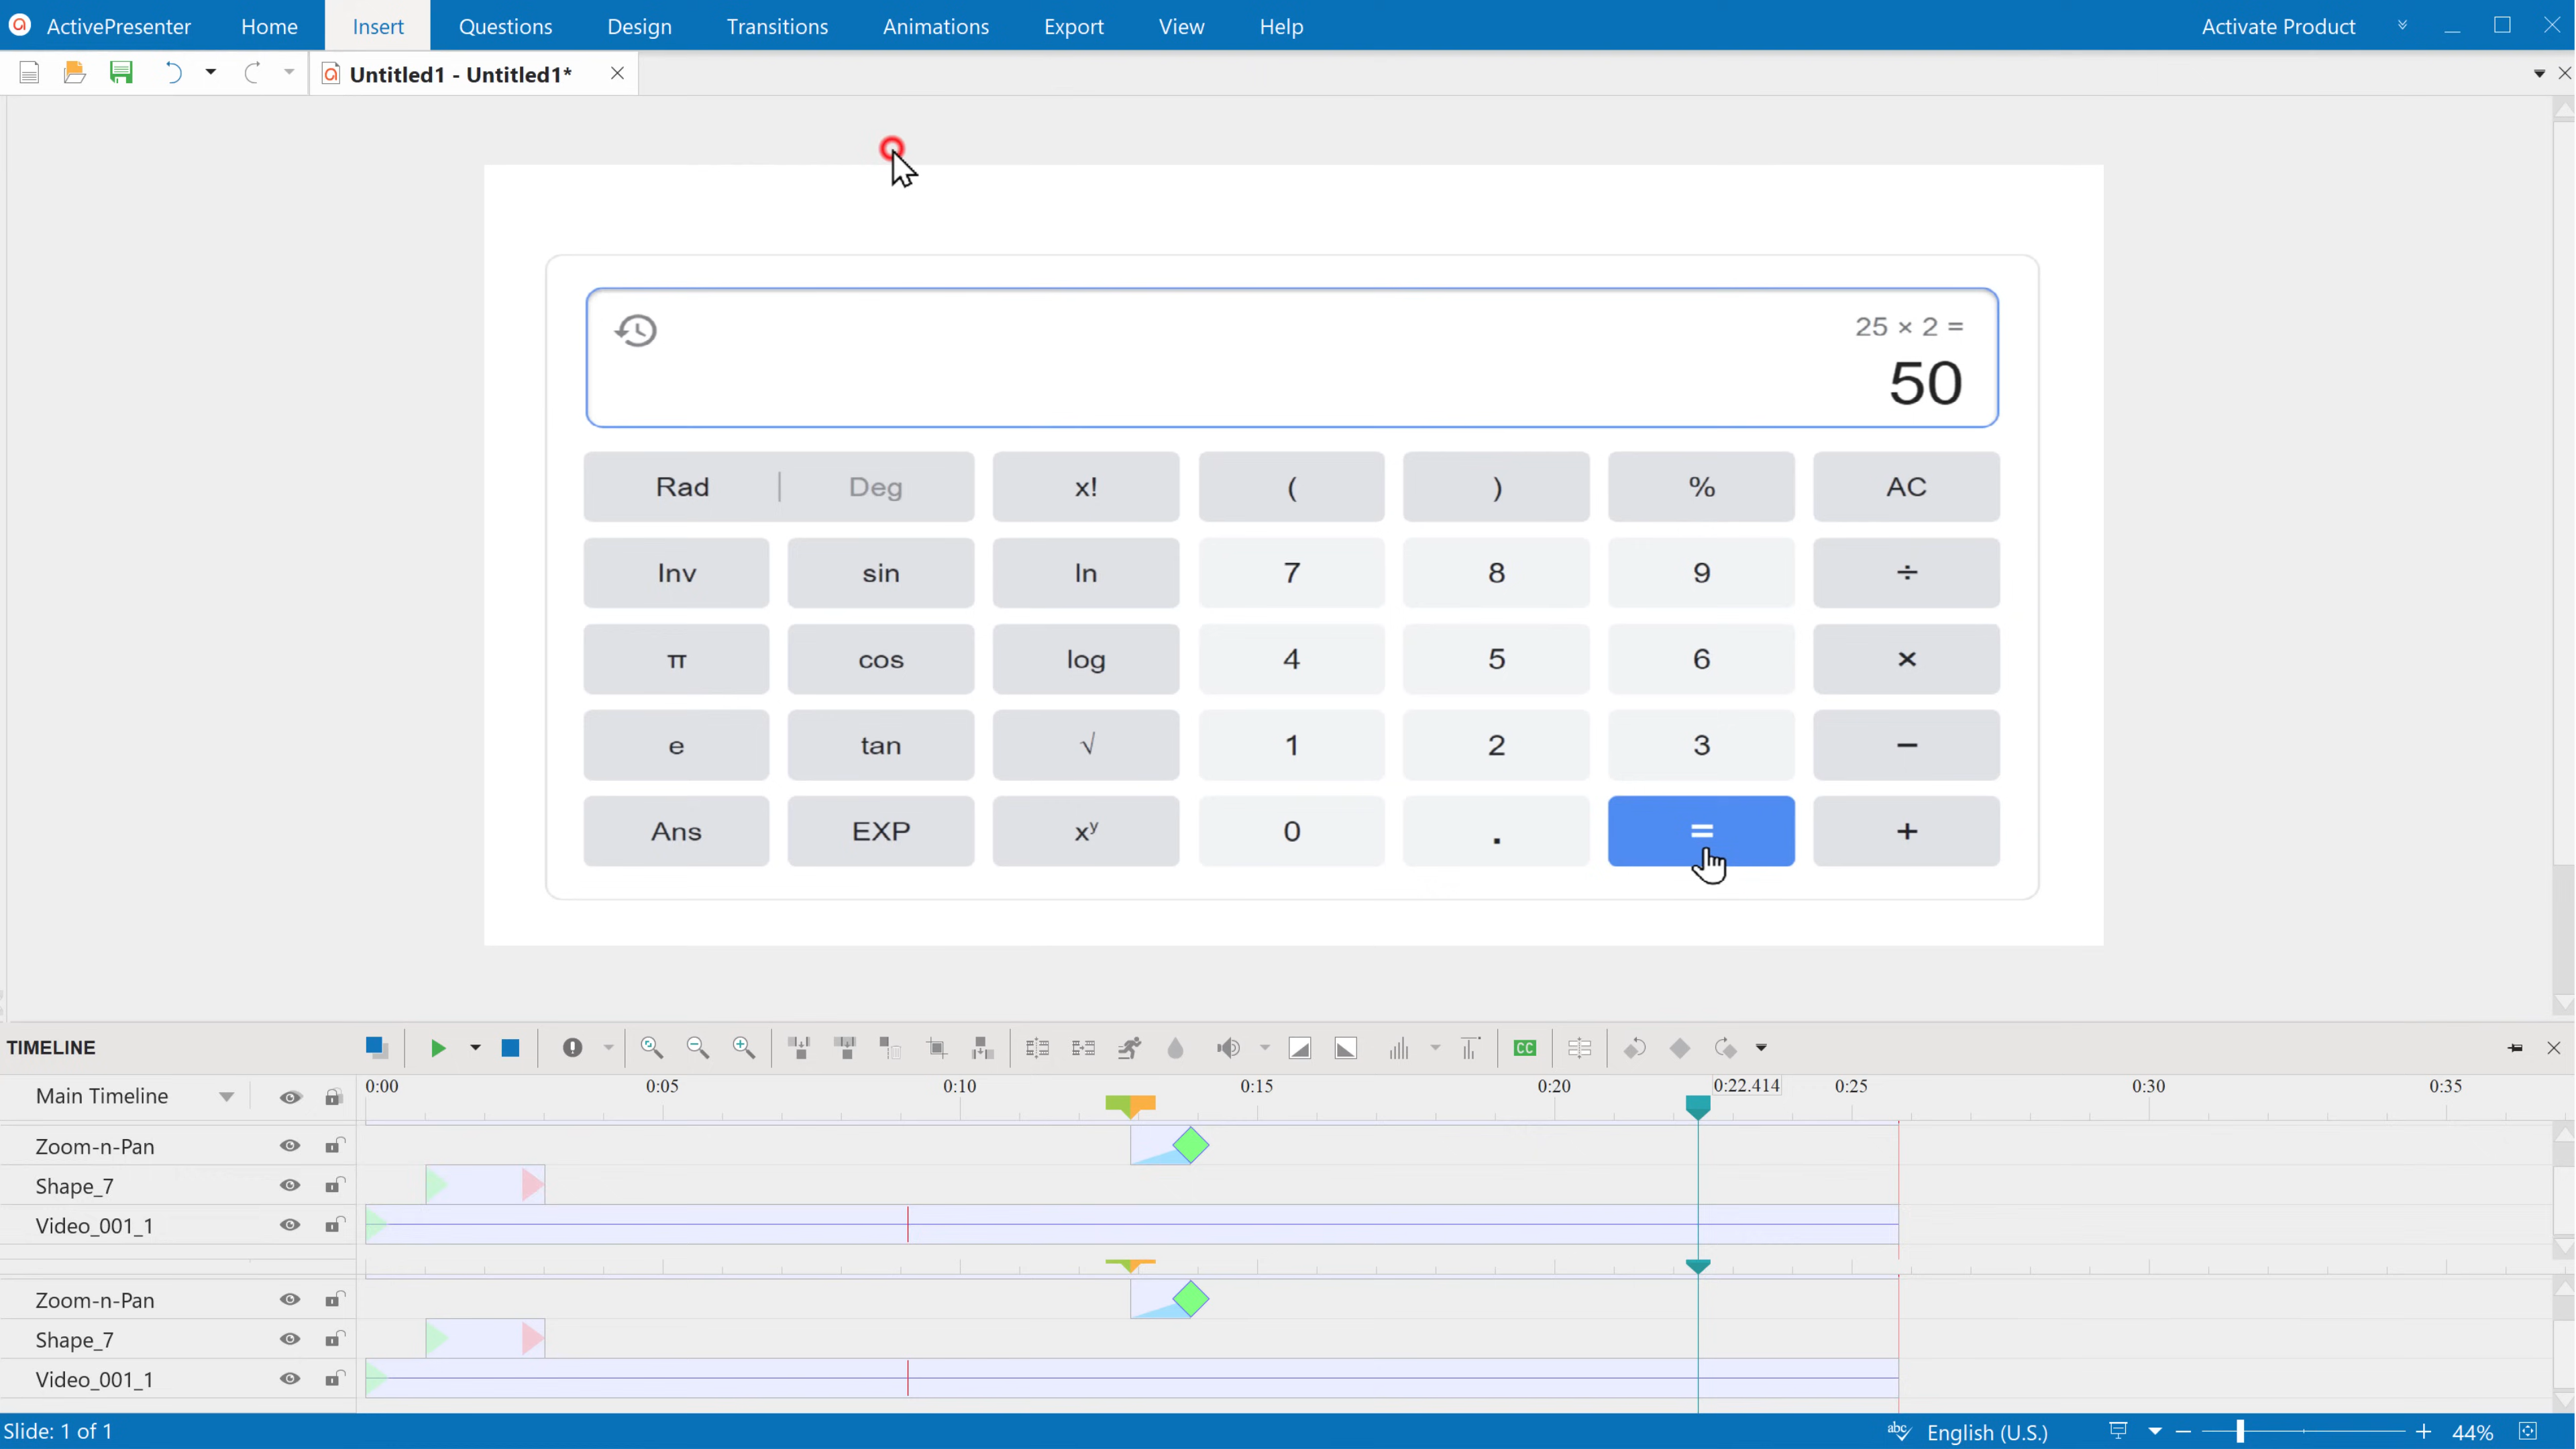 ActivePresenter Home Insert Questions Design Transitions Animations Export View Help Activate Product
Untitled1 - Untitled1*
25 × 2 =
50
Rad | Deg x! ( ) % AC
Inv sin ln 7 8 9 ÷
π cos log 4 5 6 ×
e tan √ 1 2 3 −
Ans EXP xʸ 0 . = +
TIMELINE CC
Main Timeline 0:00 0:05 0:10 0:15 0:20 0:22.414 0:25 0:30 0:35
Zoom-n-Pan
Shape_7
Video_001_1
Zoom-n-Pan
Shape_7
Video_001_1
Slide: 1 of 1 abc English (U.S.) 44%